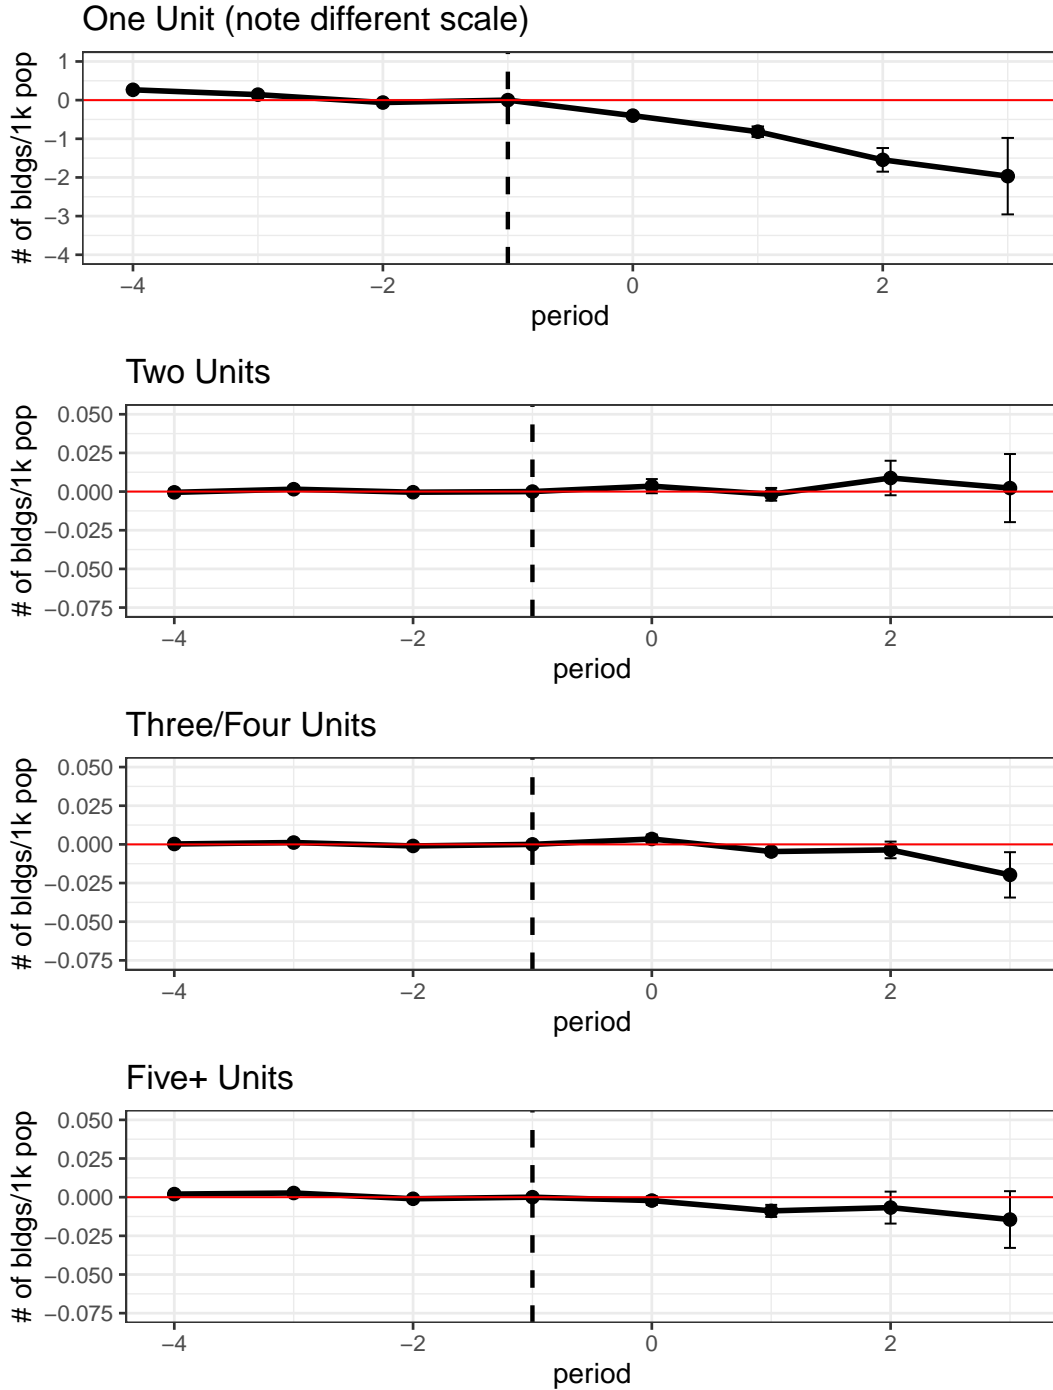 One Unit (note different scale)
# of bldgs/1k pop
1
0
−1
−2
−3
−4
−4 −2 0 2
period
Two Units
# of bldgs/1k pop
0.050
0.025
0.000
−0.025
−0.050
−0.075
−4 −2 0 2
period
Three/Four Units
# of bldgs/1k pop
0.050
0.025
0.000
−0.025
−0.050
−0.075
−4 −2 0 2
period
Five+ Units
# of bldgs/1k pop
0.050
0.025
0.000
−0.025
−0.050
−0.075
−4 −2 0 2
period